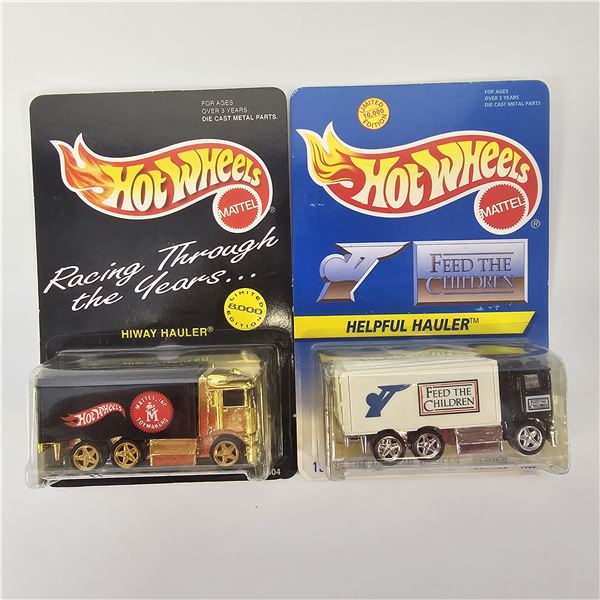 FOR AGES
OVER 3 YEARS
DIE CAST METAL PARTS.
HOT WHEELS
MATTEL
®
Racing Through
the Years...
LIMITED
8,000
EDITION
HIWAY HAULER®
HOT WHEELS
MATTEL, INC.
M
TOYMAKERS
LIMITED
10,000
EDITION
FOR AGES
OVER 3 YEARS
DIE CAST METAL PARTS
HOT WHEELS
MATTEL
®
FEED THE
CHILDREN
HELPFUL HAULER™
FEED THE
CHILDREN